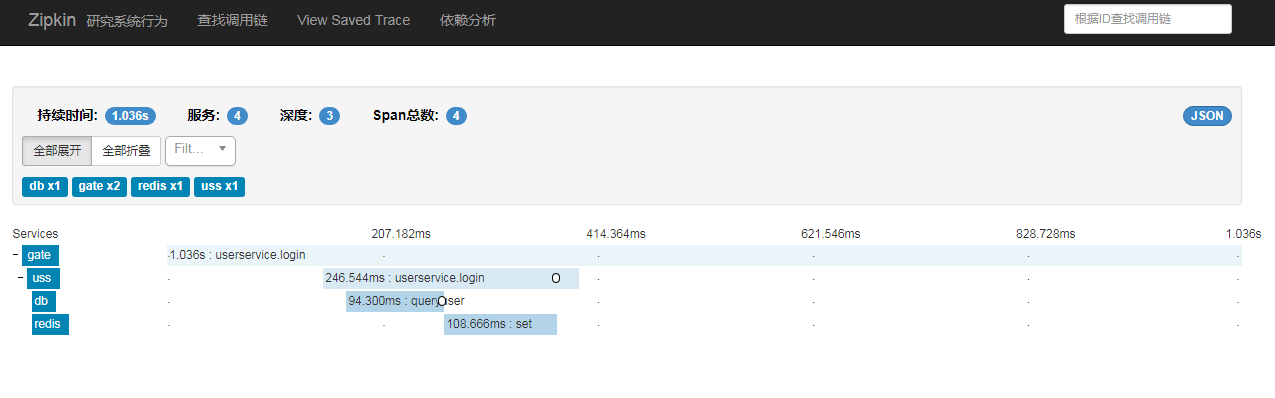 Zipkin 研究系统行为 查找调用链 View Saved Trace 依赖分析 根据ID查找调用链
持续时间: 1.036s 服务: 4 深度: 3 Span总数: 4 JSON
全部展开 全部折叠 Filt...
db x1 gate x2 redis x1 uss x1
Services 207.182ms 414.364ms 621.546ms 828.728ms 1.036s
gate 1.036s : userservice.login
uss 246.544ms : userservice.login
db 94.300ms : queryuser
redis 108.666ms : set